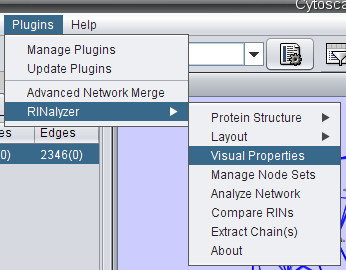 Cytosca
Plugins Help
Manage Plugins
Update Plugins
Advanced Network Merge
RINalyzer
Protein Structure
Layout
Visual Properties
Manage Node Sets
Analyze Network
Compare RINs
Extract Chain(s)
About
es Edges
(0) 2346(0)